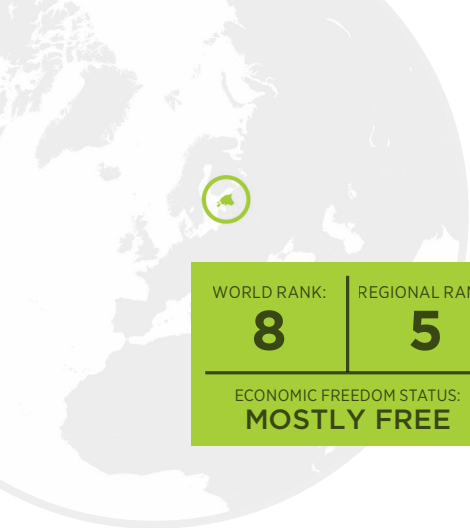 WORLD RANK:
8
REGIONAL RAN
5
ECONOMIC FREEDOM STATUS:
MOSTLY FREE